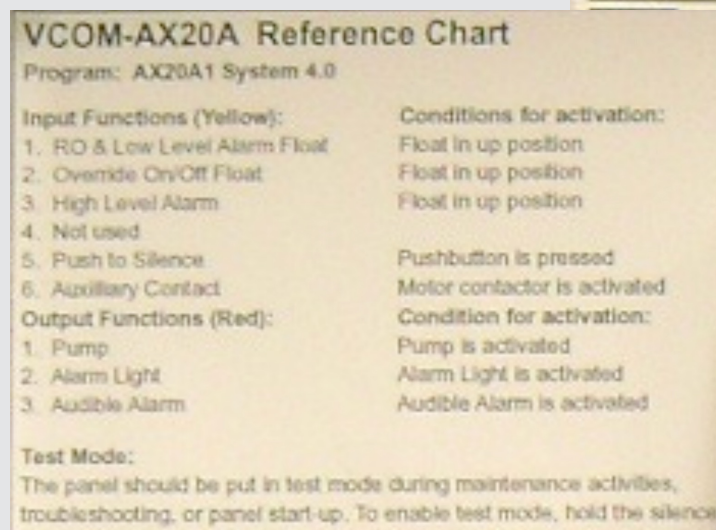 VCOM-AX20A Reference Chart
Program: AX20A1 System 4.0
Input Functions (Yellow): Conditions for activation:
1. RO & Low Level Alarm Float Float in up position
2. Override On/Off Float Float in up position
3. High Level Alarm Float in up position
4. Not used
5. Push to Silence Pushbutton is pressed
6. Auxilliary Contact Motor contactor is activated
Output Functions (Red): Condition for activation:
1. Pump Pump is activated
2. Alarm Light Alarm Light is activated
3. Audible Alarm Audible Alarm is activated
Test Mode:
The panel should be put in test mode during maintenance activities,
troubleshooting, or panel start-up. To enable test mode, hold the silence